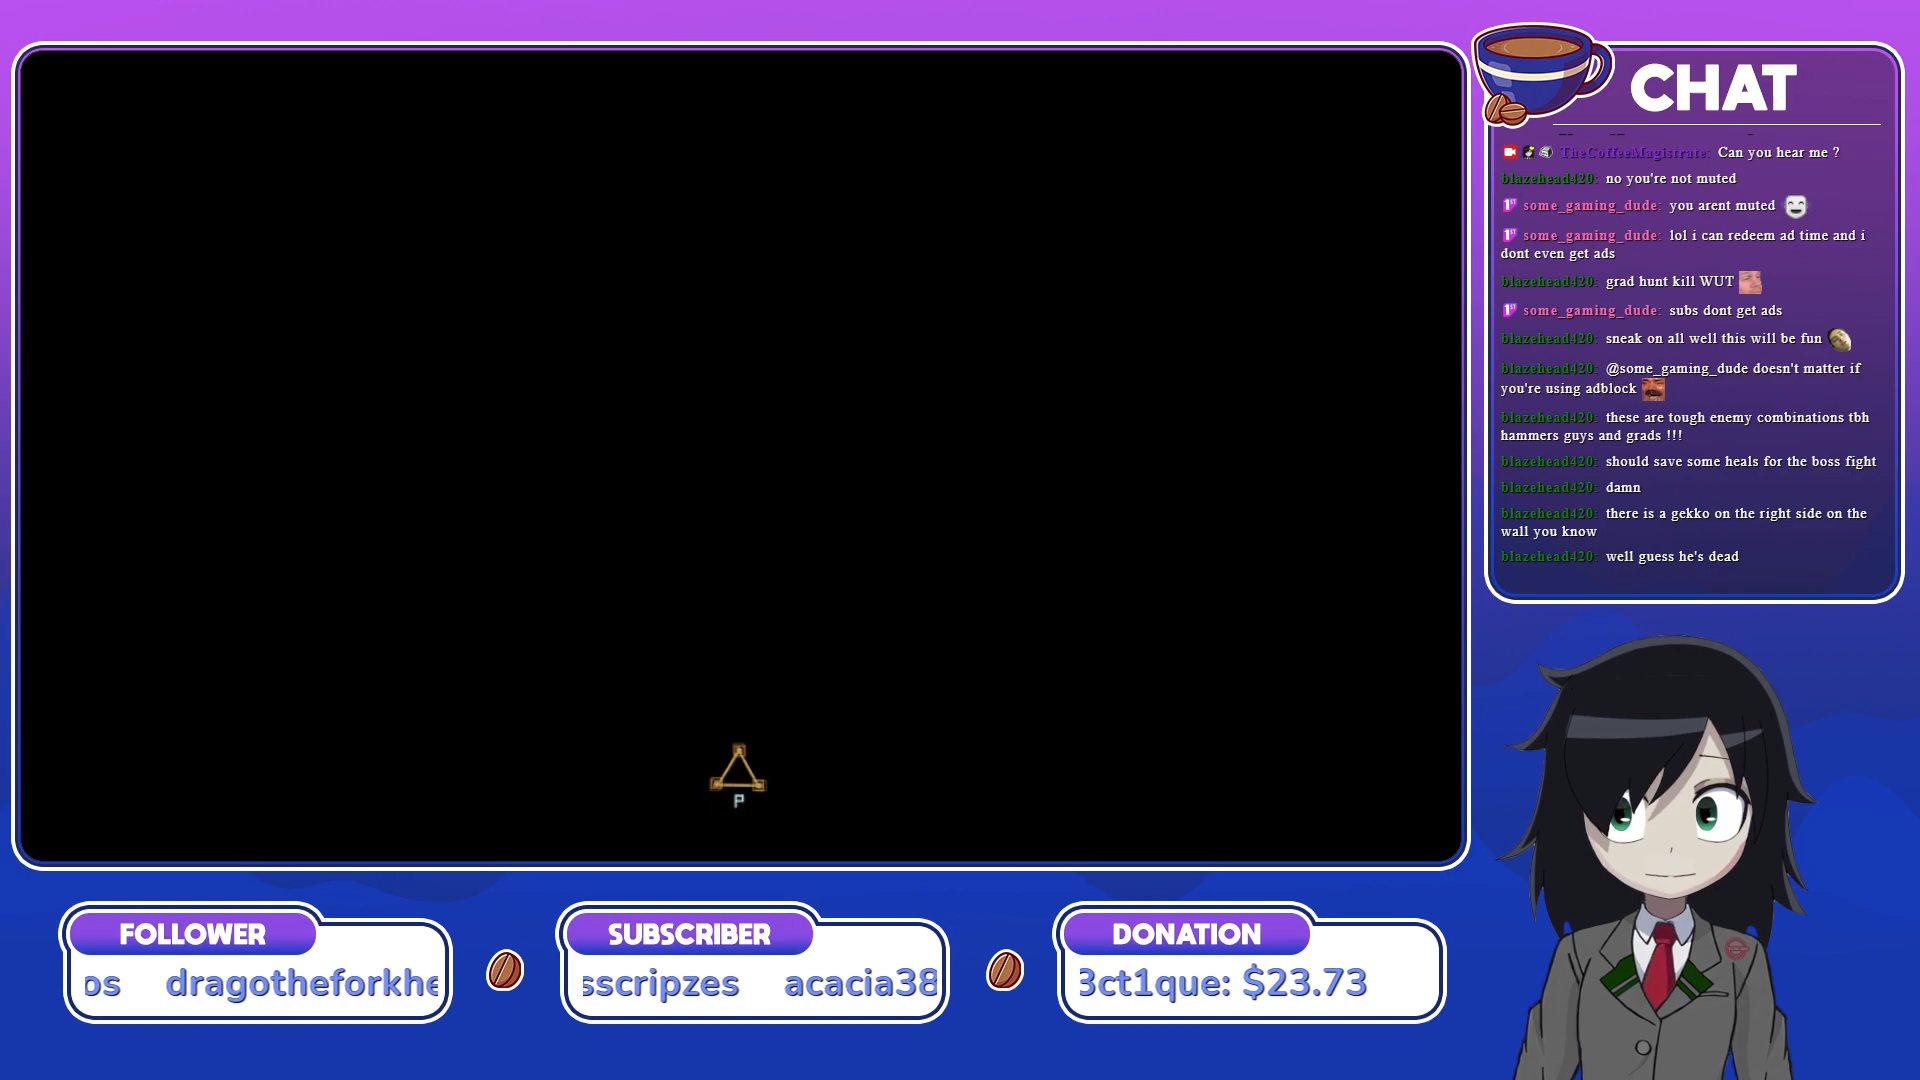 CHAT
TheCoffeeMagistrate: Can you hear me ?
blazehead420: no you're not muted
some_gaming_dude: you arent muted
some_gaming_dude: lol i can redeem ad time and i
dont even get ads
blazehead420: grad hunt kill WUT
some_gaming_dude: subs dont get ads
blazehead420: sneak on all well this will be fun
blazehead420: @some_gaming_dude doesn't matter if
you're using adblock
blazehead420: these are tough enemy combinations tbh
hammers guys and grads !!!
blazehead420: should save some heals for the boss fight
blazehead420: damn
blazehead420: there is a gekko on the right side on the
wall you know
blazehead420: well guess he's dead
P
FOLLOWER
os dragotheforkhe
SUBSCRIBER
sscripzes acacia38
DONATION
3ct1que: $23.73